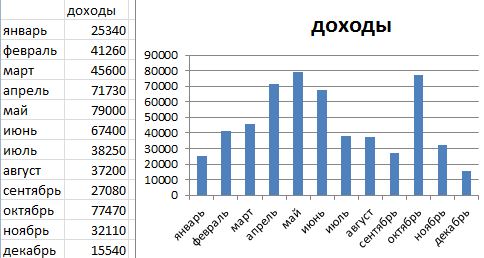 доходы
январь 25340
февраль 41260
март 45600
апрель 71730
май 79000
июнь 67400
июль 38250
август 37200
сентябрь 27080
октябрь 77470
ноябрь 32110
декабрь 15540
доходы
90000
80000
70000
60000
50000
40000
30000
20000
10000
0
январь
февраль
март
апрель
май
июнь
июль
август
сентябрь
октябрь
ноябрь
декабрь